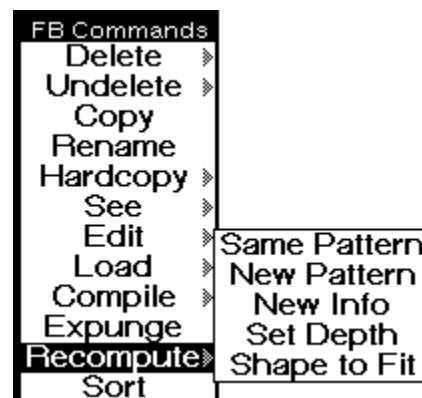 FB Commands
Delete
Undelete
Copy
Rename
Hardcopy
See
Edit
Load
Compile
Expunge
Recompute
Sort
Same Pattern
New Pattern
New Info
Set Depth
Shape to Fit